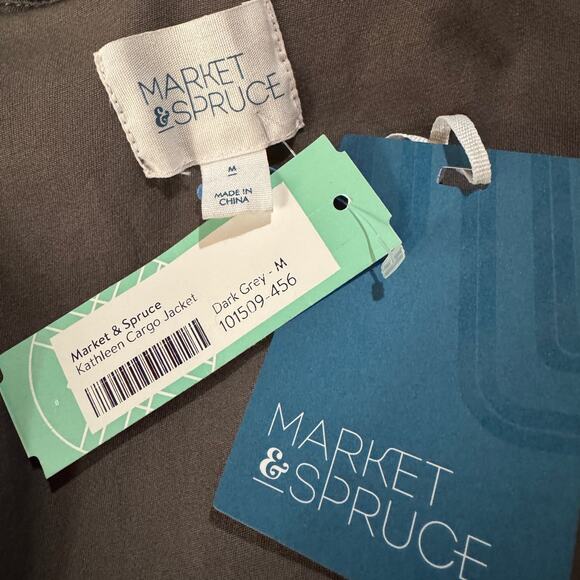 MARKET
& SPRUCE
M
MADE IN
CHINA
Market & Spruce
Kathleen Cargo Jacket
Dark Grey - M
101509-456
MARKET
& SPRUCE